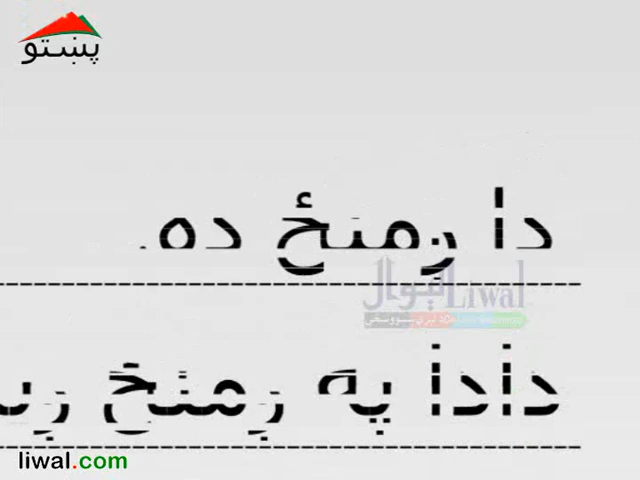 پښتو
دا ږمنځ ده.
لیوال Liwal
دادا په ږمنځ
liwal.com